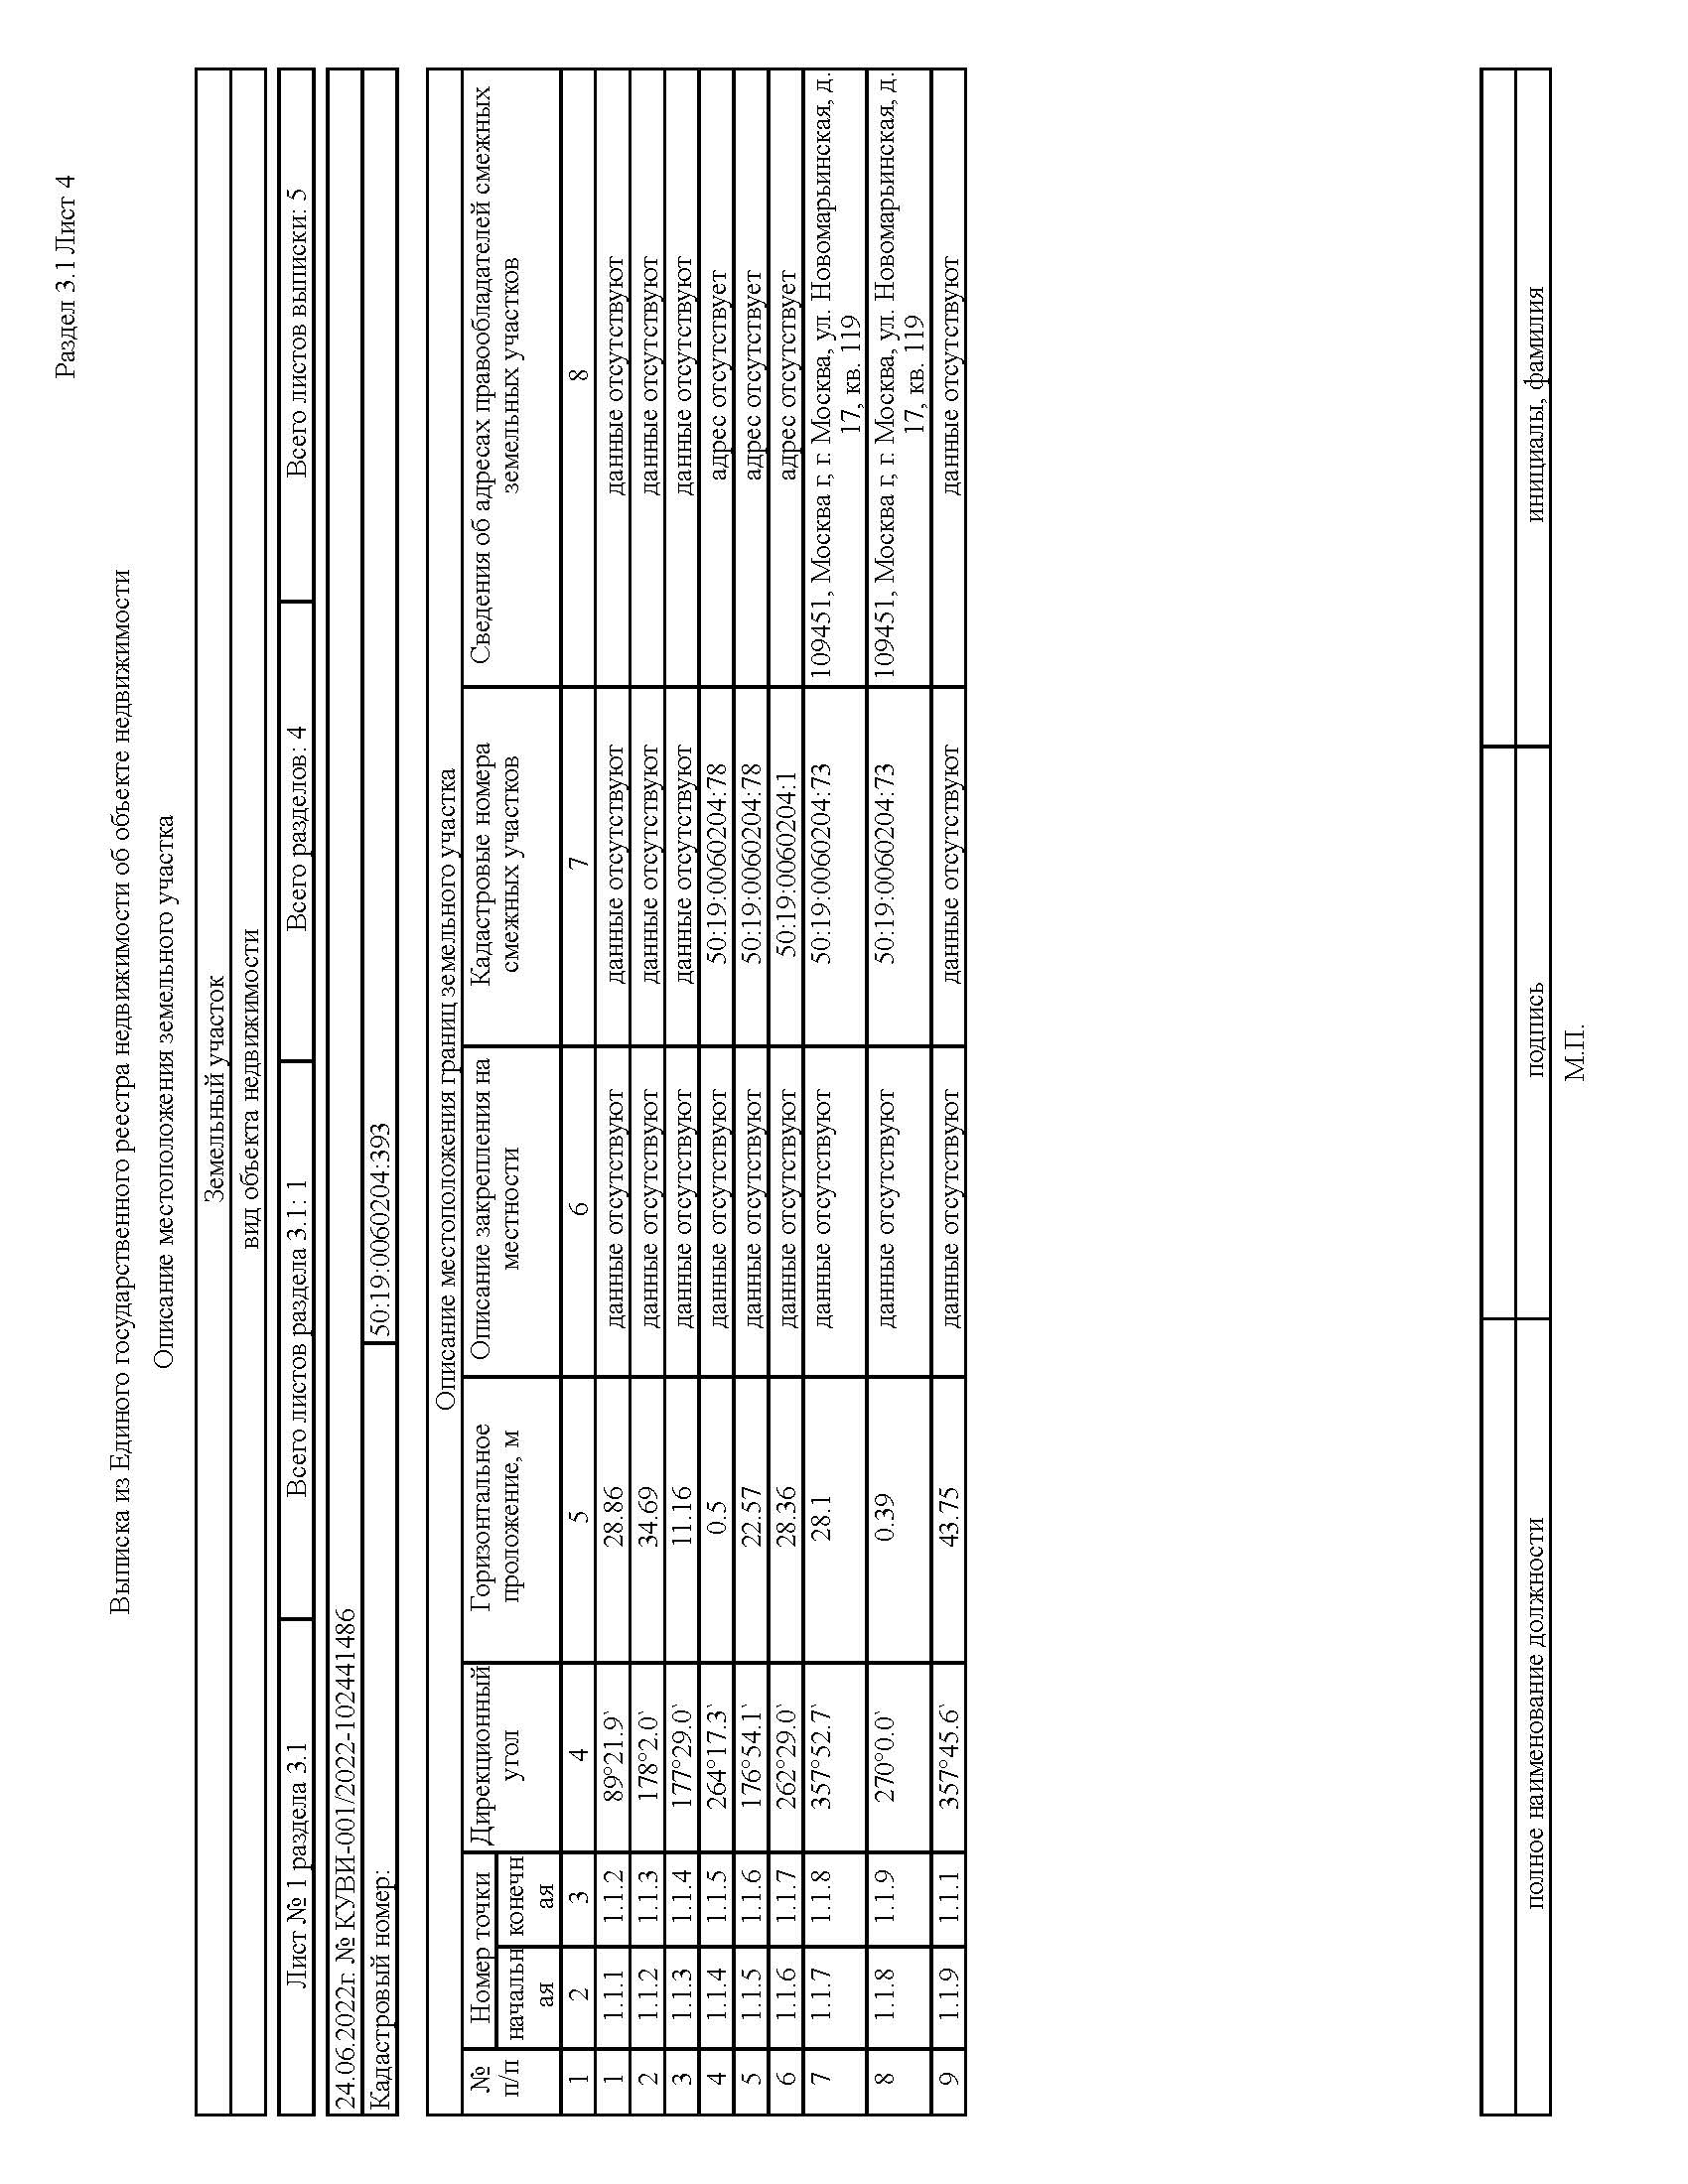 Раздел 3.1 Лист 4
Выписка из Единого государственного реестра недвижимости об объекте недвижимости
Описание местоположения земельного участка
Земельный участок
вид объекта недвижимости
Лист № 1 раздела 3.1 Всего листов раздела 3.1: 1 Всего разделов: 4 Всего листов выписки: 5
24.06.2022г. № КУВИ-001/2022-102441486
Кадастровый номер: 50:19:0060204:393
Описание местоположения границ земельного участка
№ Номер точки Дирекционный Горизонтальное Описание закрепления на Кадастровые номера Сведения об адресах правообладателей смежных
п/п начальн конечн угол проложение, м местности смежных участков земельных участков
ая ая
1 2 3 4 5 6 7 8
1 1.1.1 1.1.2 89°21.9` 28.86 данные отсутствуют данные отсутствуют данные отсутствуют
2 1.1.2 1.1.3 178°2.0` 34.69 данные отсутствуют данные отсутствуют данные отсутствуют
3 1.1.3 1.1.4 177°29.0` 11.16 данные отсутствуют данные отсутствуют данные отсутствуют
4 1.1.4 1.1.5 264°17.3` 0.5 данные отсутствуют 50:19:0060204:78 адрес отсутствует
5 1.1.5 1.1.6 176°54.1` 22.57 данные отсутствуют 50:19:0060204:78 адрес отсутствует
6 1.1.6 1.1.7 262°29.0` 28.36 данные отсутствуют 50:19:0060204:1 адрес отсутствует
7 1.1.7 1.1.8 357°52.7` 28.1 данные отсутствуют 50:19:0060204:73 109451, Москва г, г. Москва, ул. Новомарьинская, д.
17, кв. 119
8 1.1.8 1.1.9 270°0.0` 0.39 данные отсутствуют 50:19:0060204:73 109451, Москва г, г. Москва, ул. Новомарьинская, д.
17, кв. 119
9 1.1.9 1.1.1 357°45.6` 43.75 данные отсутствуют данные отсутствуют данные отсутствуют
полное наименование должности подпись инициалы, фамилия
М.П.